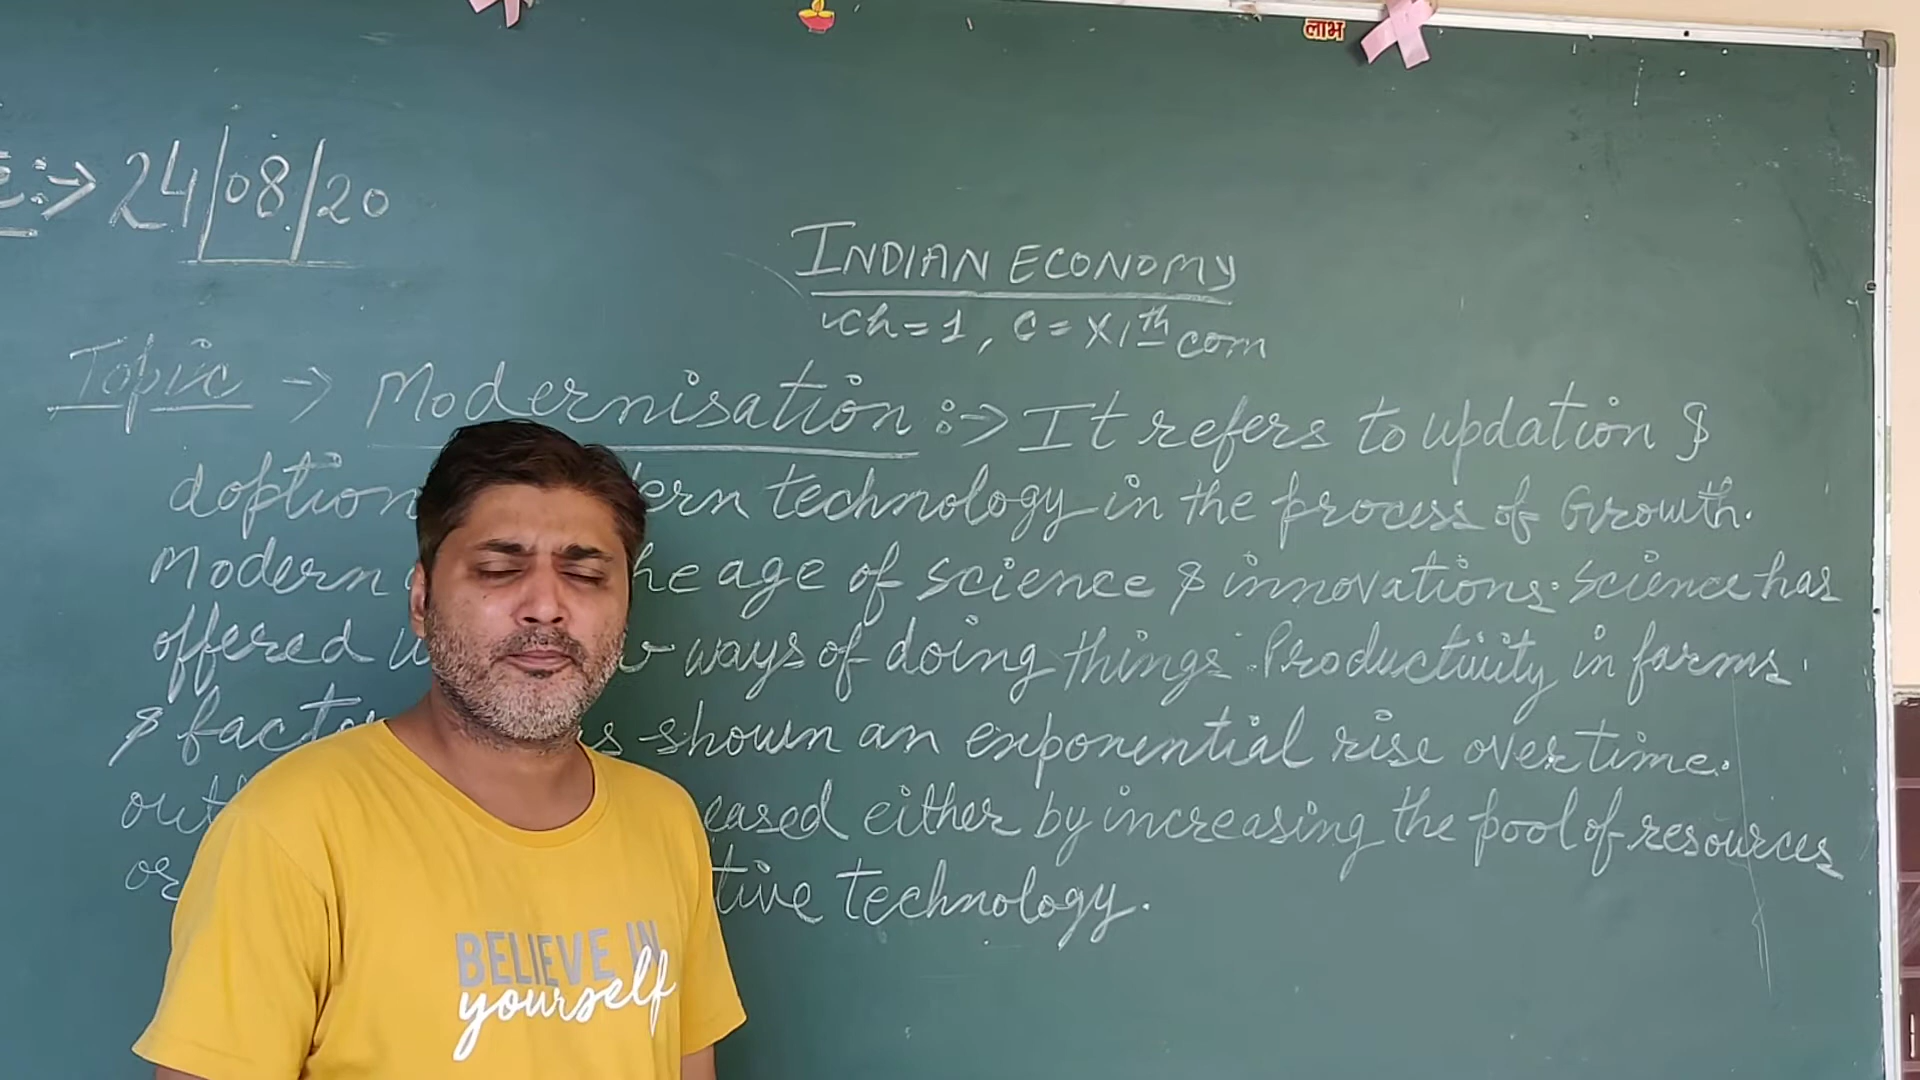 लाभ
:-> 24/08/20
INDIAN ECONOMY
Ch=1, C=XIth com
Topic -> Modernisation :-> It refers to updation &
doption ern technology in the process of Growth.
Modern he age of science & innovations. Science has
offered ways of doing things. Productivity in farms
& facto s shown an exponential rise over time.
out eased either by increasing the pool of resources
or tive technology.
BELIEVE IN
yourself